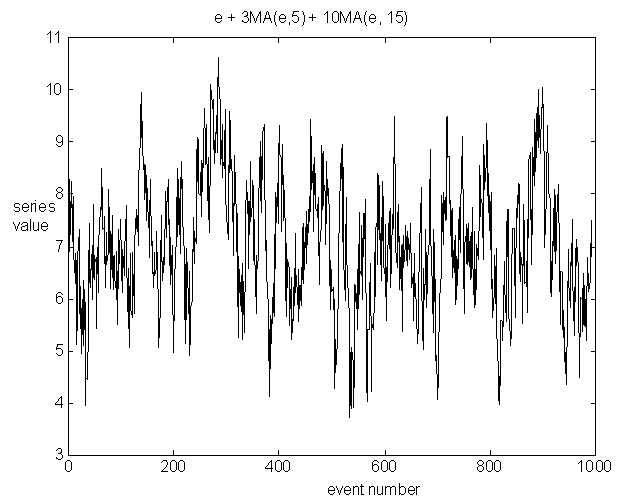 e + 3MA(e,5) + 10MA(e, 15)
11
10
9
8
series
value
7
6
5
4
3
0 200 400 600 800 1000
event number